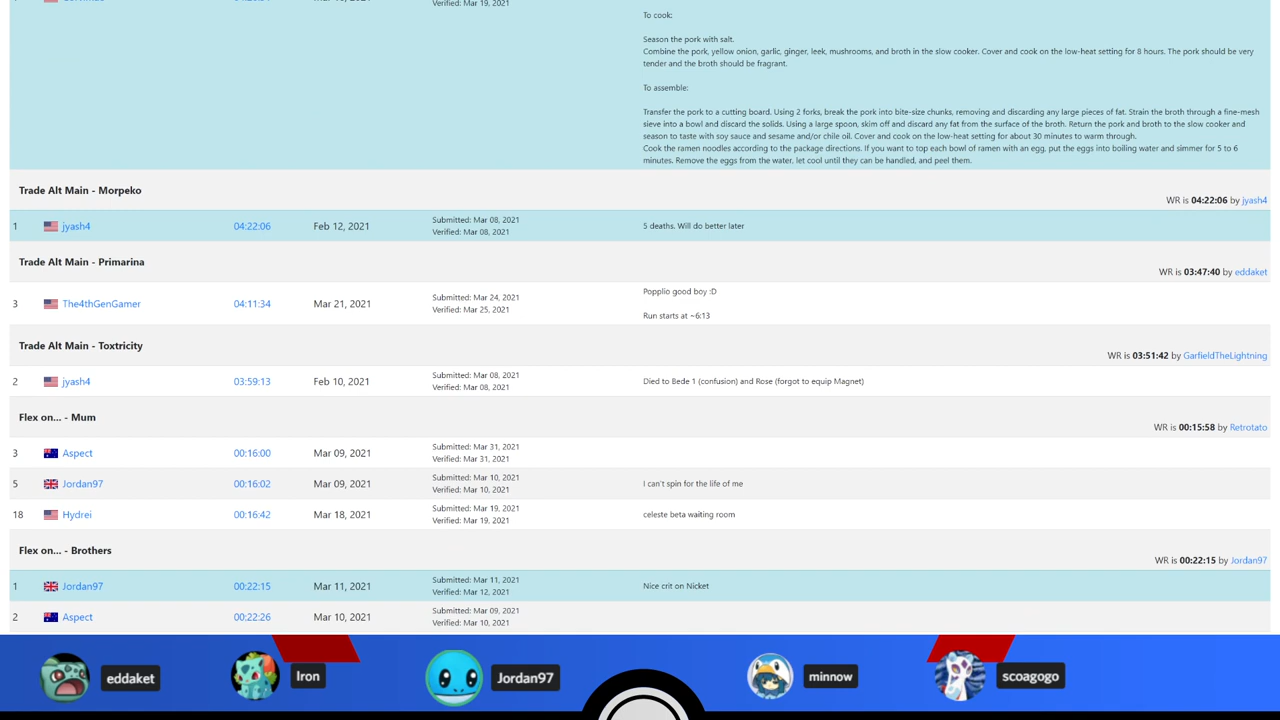 Verified: Mar 19, 2021
To cook:
Season the pork with salt.
Combine the pork, yellow onion, garlic, ginger, leek, mushrooms, and broth in the slow cooker. Cover and cook on the low-heat setting for 8 hours. The pork should be very
tender and the broth should be fragrant.
To assemble:
Transfer the pork to a cutting board. Using 2 forks, break the pork into bite-size chunks, removing and discarding any large pieces of fat. Strain the broth through a fine-mesh
sieve into a bowl and discard the solids. Using a large spoon, skim off and discard any fat from the surface of the broth. Return the pork and broth to the slow cooker and
season to taste with soy sauce and sesame and/or chile oil. Cover and cook on the low-heat setting for about 30 minutes to warm through.
Cook the ramen noodles according to the package directions. If you want to top each bowl of ramen with an egg, put the eggs into boiling water and simmer for 5 to 6
minutes. Remove the eggs from the water, let cool until they can be handled, and peel them.
Trade Alt Main - Morpeko
WR is 04:22:06 by jyash4
1 jyash4 04:22:06 Feb 12, 2021 Submitted: Mar 08, 2021 5 deaths. Will do better later
Verified: Mar 08, 2021
Trade Alt Main - Primarina
WR is 03:47:40 by eddaket
3 The4thGenGamer 04:11:34 Mar 21, 2021 Submitted: Mar 24, 2021 Popplio good boy :D
Verified: Mar 25, 2021 Run starts at ~6:13
Trade Alt Main - Toxtricity
WR is 03:51:42 by GarfieldTheLightning
2 jyash4 03:59:13 Feb 10, 2021 Submitted: Mar 08, 2021 Died to Bede 1 (confusion) and Rose (forgot to equip Magnet)
Verified: Mar 08, 2021
Flex on... - Mum
WR is 00:15:58 by Retrotato
3 Aspect 00:16:00 Mar 09, 2021 Submitted: Mar 31, 2021
Verified: Mar 31, 2021
5 Jordan97 00:16:02 Mar 09, 2021 Submitted: Mar 10, 2021 I can't spin for the life of me
Verified: Mar 10, 2021
18 Hydrei 00:16:42 Mar 18, 2021 Submitted: Mar 19, 2021 celeste beta waiting room
Verified: Mar 19, 2021
Flex on... - Brothers
WR is 00:22:15 by Jordan97
1 Jordan97 00:22:15 Mar 11, 2021 Submitted: Mar 11, 2021 Nice crit on Nicket
Verified: Mar 12, 2021
2 Aspect 00:22:26 Mar 10, 2021 Submitted: Mar 09, 2021
Verified: Mar 10, 2021
eddaket Iron Jordan97 minnow scoagogo